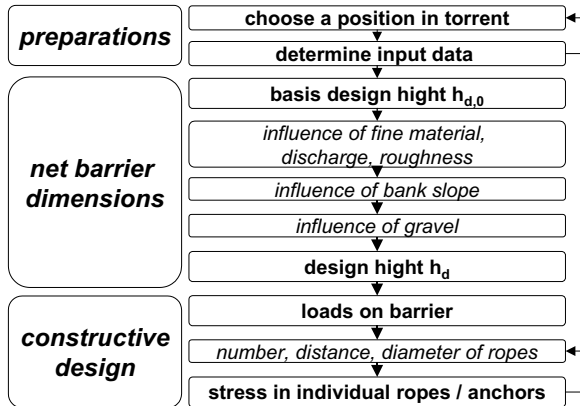 preparations
choose a position in torrent
determine input data
net barrier
dimensions
basis design hight h_{d,0}
influence of fine material,
discharge, roughness
influence of bank slope
influence of gravel
design hight h_d
constructive
design
loads on barrier
number, distance, diameter of ropes
stress in individual ropes / anchors